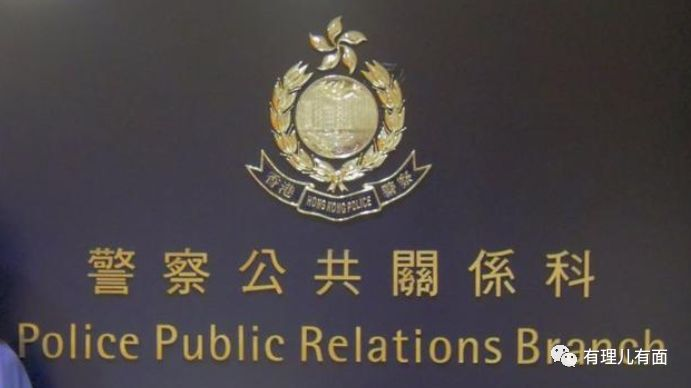 香港 HONG KONG POLICE 警察
警察公共關係科
Police Public Relations Branch
有理儿有面